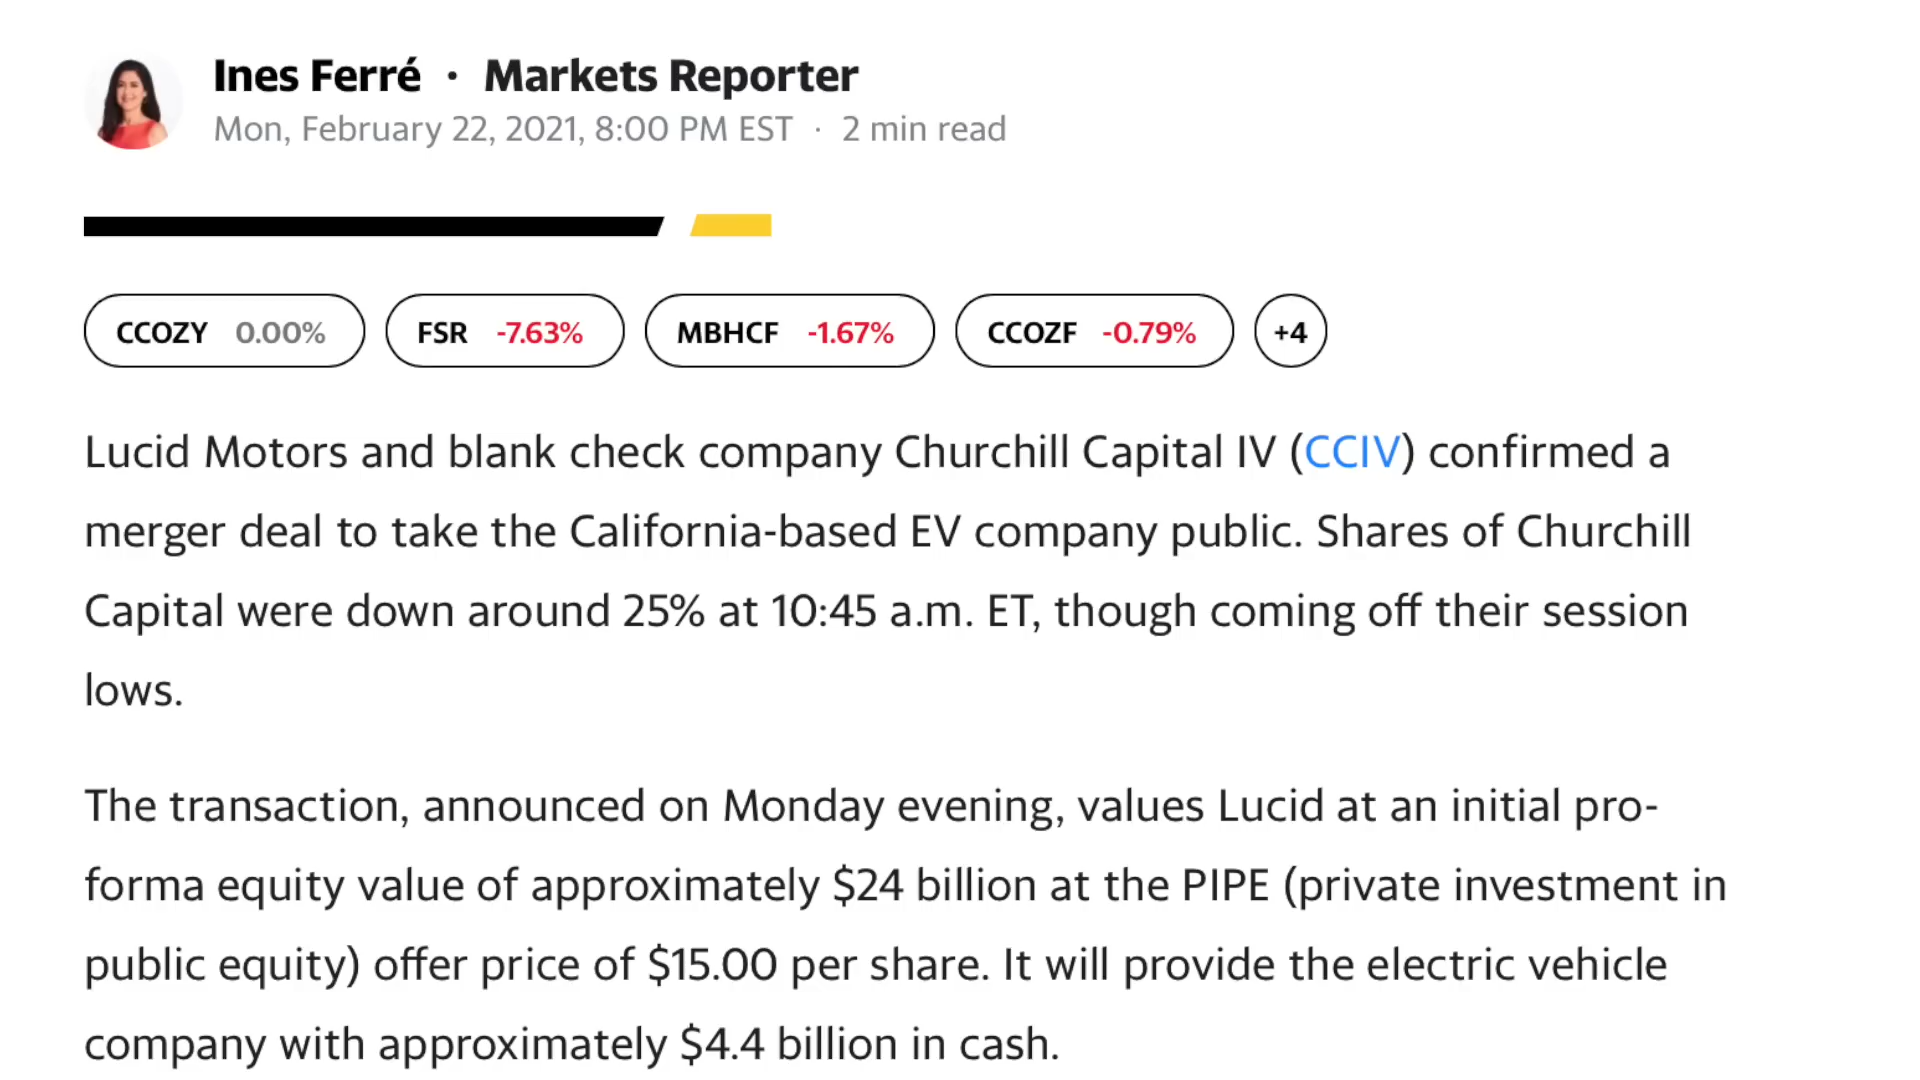 Ines Ferré · Markets Reporter
Mon, February 22, 2021, 8:00 PM EST · 2 min read
CCOZY 0.00% FSR -7.63% MBHCF -1.67% CCOZF -0.79% +4
Lucid Motors and blank check company Churchill Capital IV (CCIV) confirmed a
merger deal to take the California-based EV company public. Shares of Churchill
Capital were down around 25% at 10:45 a.m. ET, though coming off their session
lows.
The transaction, announced on Monday evening, values Lucid at an initial pro-
forma equity value of approximately $24 billion at the PIPE (private investment in
public equity) offer price of $15.00 per share. It will provide the electric vehicle
company with approximately $4.4 billion in cash.